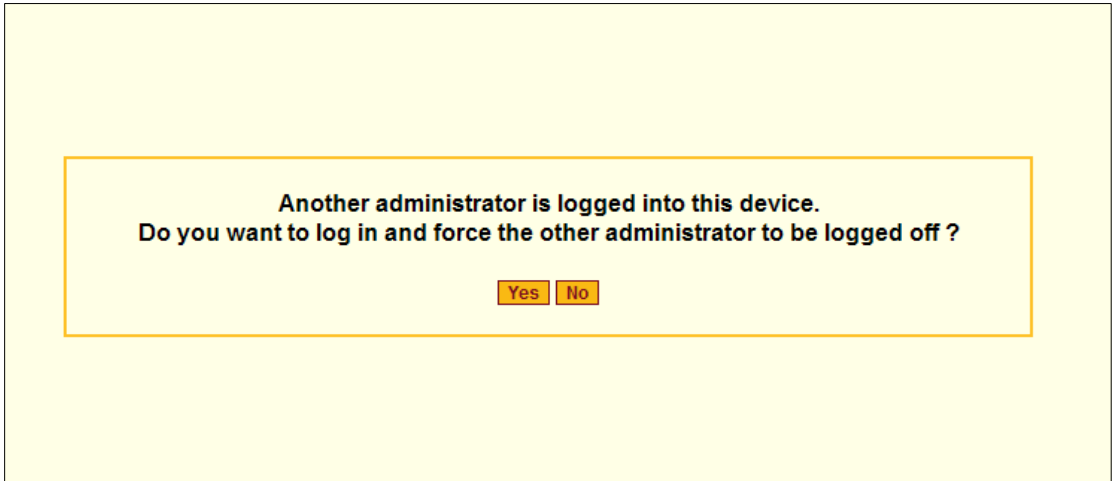 Another administrator is logged into this device.
Do you want to log in and force the other administrator to be logged off ?
Yes No